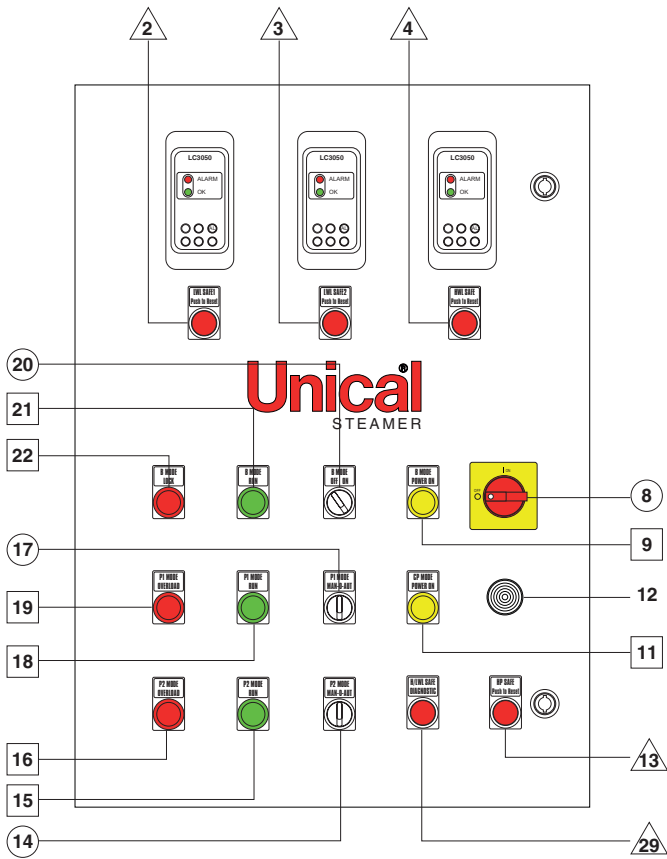 2 3 4
LC3050 LC3050 LC3050
ALARM ALARM ALARM
OK OK OK
LWL SAFE1 LWL SAFE2 HWL SAFE
Push to Reset Push to Reset Push to Reset
20
Unical®
STEAMER
21
22
B MODE B MODE B MODE B MODE
LOCK RUN OFF | ON POWER ON
I ON
OFF O
8
17
9
P1 MODE P1 MODE P1 MODE CP MODE
OVERLOAD RUN MAN-0-AUT POWER ON
19
12
18
11
P2 MODE P2 MODE P2 MODE H/LWL SAFE HP SAFE
OVERLOAD RUN MAN-0-AUT DIAGNOSTIC Push to Reset
16
13
15
14
29